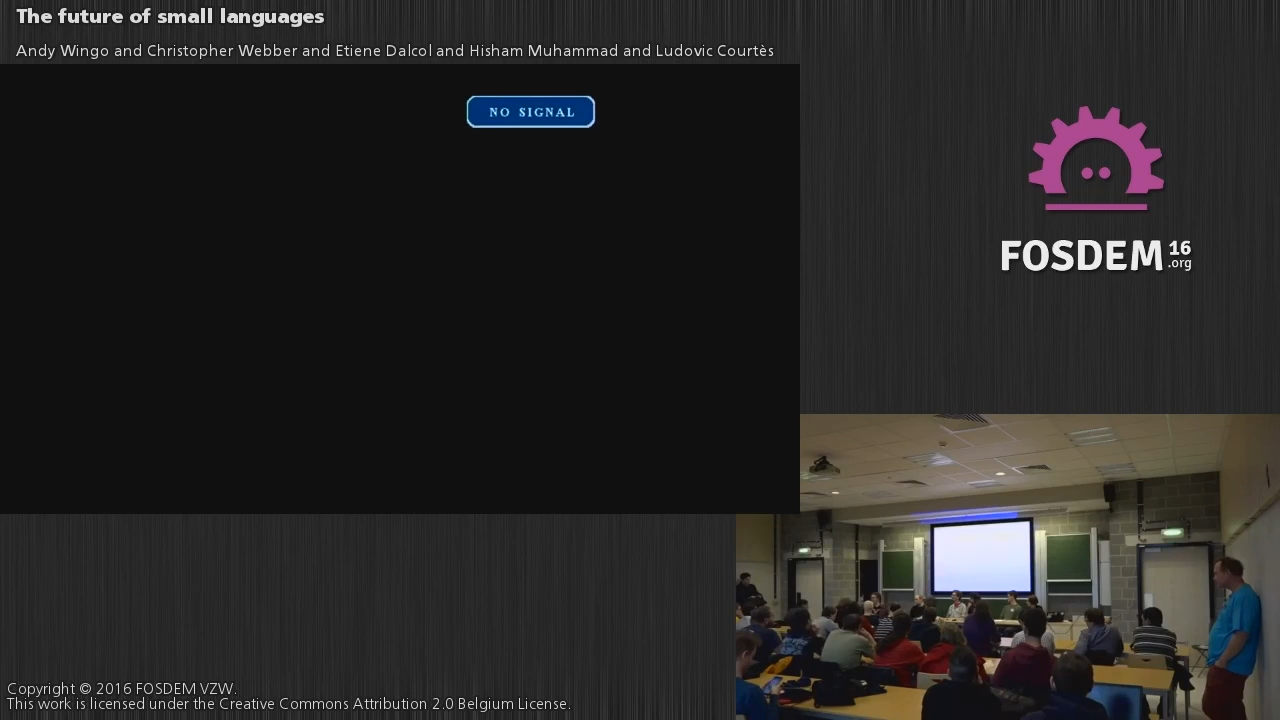 The future of small languages
Andy Wingo and Christopher Webber and Etiene Dalcol and Hisham Muhammad and Ludovic Courtès
NO SIGNAL
FOSDEM 16
.org
Copyright © 2016 FOSDEM VZW.
This work is licensed under the Creative Commons Attribution 2.0 Belgium License.